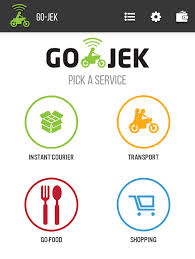 GO-JEK
GO JEK
PICK A SERVICE
INSTANT COURIER
TRANSPORT
GO-FOOD
SHOPPING